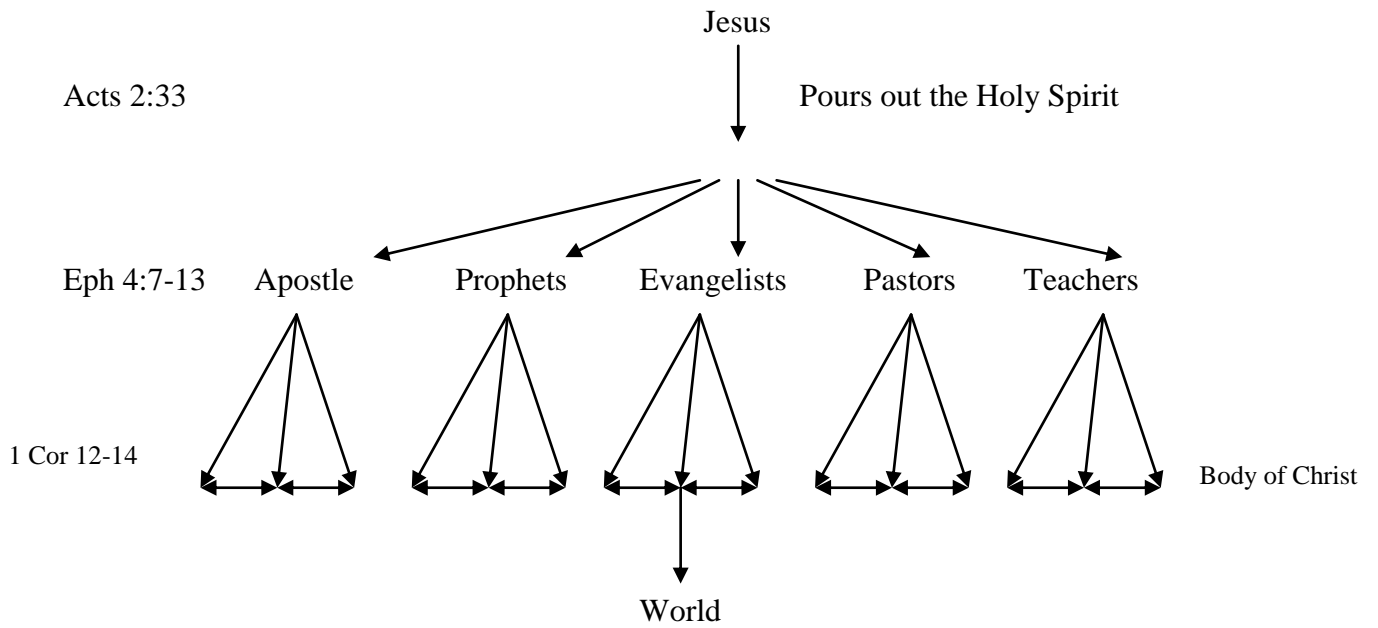 Jesus
Acts 2:33 Pours out the Holy Spirit
Eph 4:7-13 Apostle Prophets Evangelists Pastors Teachers
1 Cor 12-14
Body of Christ
World